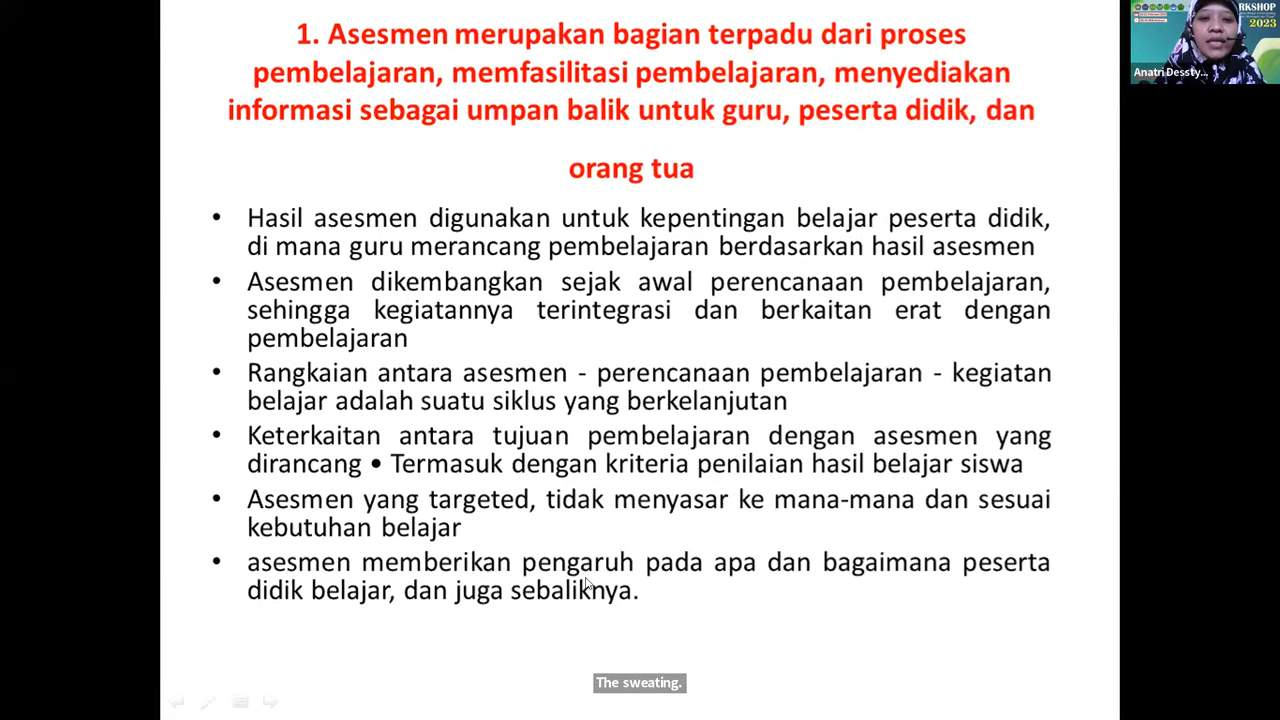 1. Asesmen merupakan bagian terpadu dari proses
pembelajaran, memfasilitasi pembelajaran, menyediakan
informasi sebagai umpan balik untuk guru, peserta didik, dan
orang tua
• Hasil asesmen digunakan untuk kepentingan belajar peserta didik,
di mana guru merancang pembelajaran berdasarkan hasil asesmen
• Asesmen dikembangkan sejak awal perencanaan pembelajaran,
sehingga kegiatannya terintegrasi dan berkaitan erat dengan
pembelajaran
• Rangkaian antara asesmen - perencanaan pembelajaran - kegiatan
belajar adalah suatu siklus yang berkelanjutan
• Keterkaitan antara tujuan pembelajaran dengan asesmen yang
dirancang • Termasuk dengan kriteria penilaian hasil belajar siswa
• Asesmen yang targeted, tidak menyasar ke mana-mana dan sesuai
kebutuhan belajar
• asesmen memberikan pengaruh pada apa dan bagaimana peserta
didik belajar, dan juga sebaliknya.
The sweating.
RKSHOP
2023
Anatri Dessty...